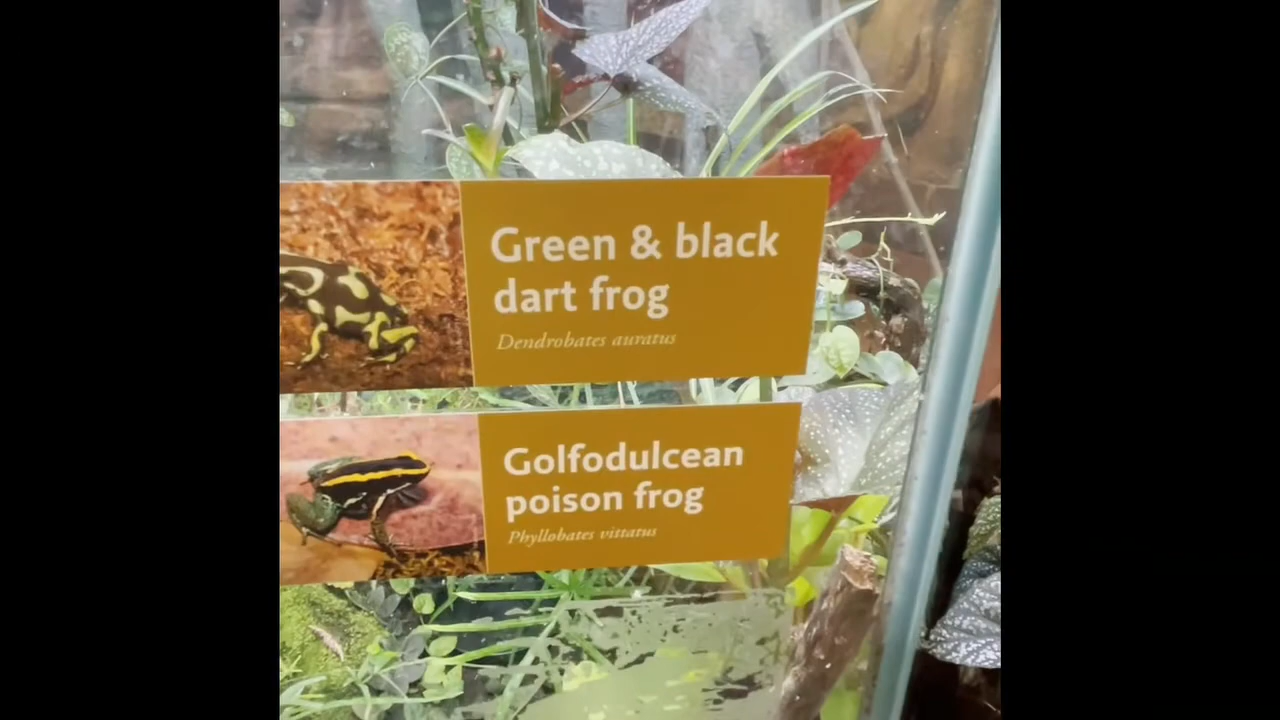 Green & black
dart frog
Dendrobates auratus
Golfodulcean
poison frog
Phyllobates vittatus